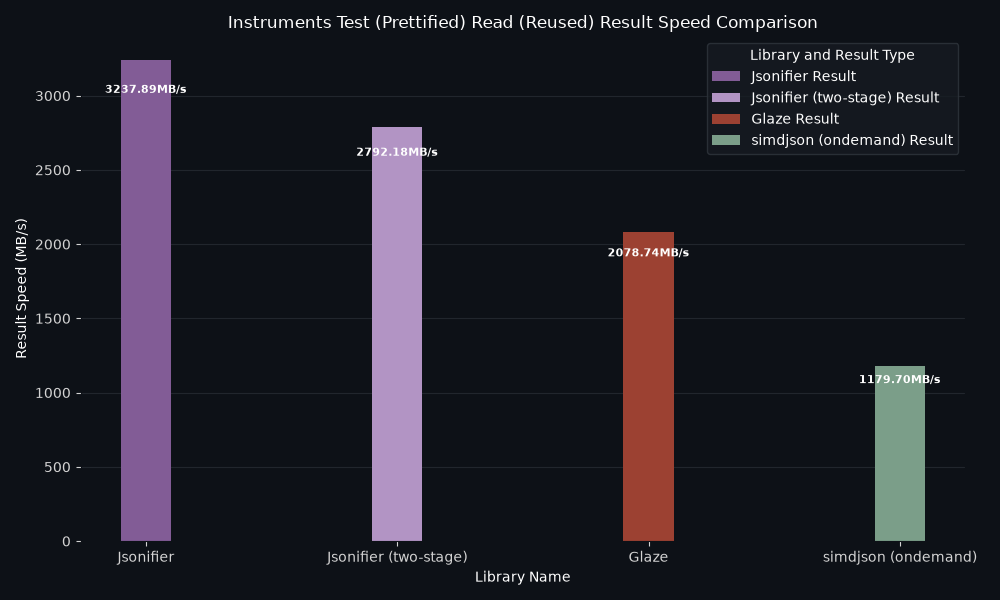 Instruments Test (Prettified) Read (Reused) Result Speed Comparison
Library and Result Type
Jsonifier Result
Jsonifier (two-stage) Result
Glaze Result
simdjson (ondemand) Result
Result Speed (MB/s)
3000
2500
2000
1500
1000
500
0
3237.89MB/s
2792.18MB/s
2078.74MB/s
1179.70MB/s
Jsonifier
Jsonifier (two-stage)
Glaze
simdjson (ondemand)
Library Name